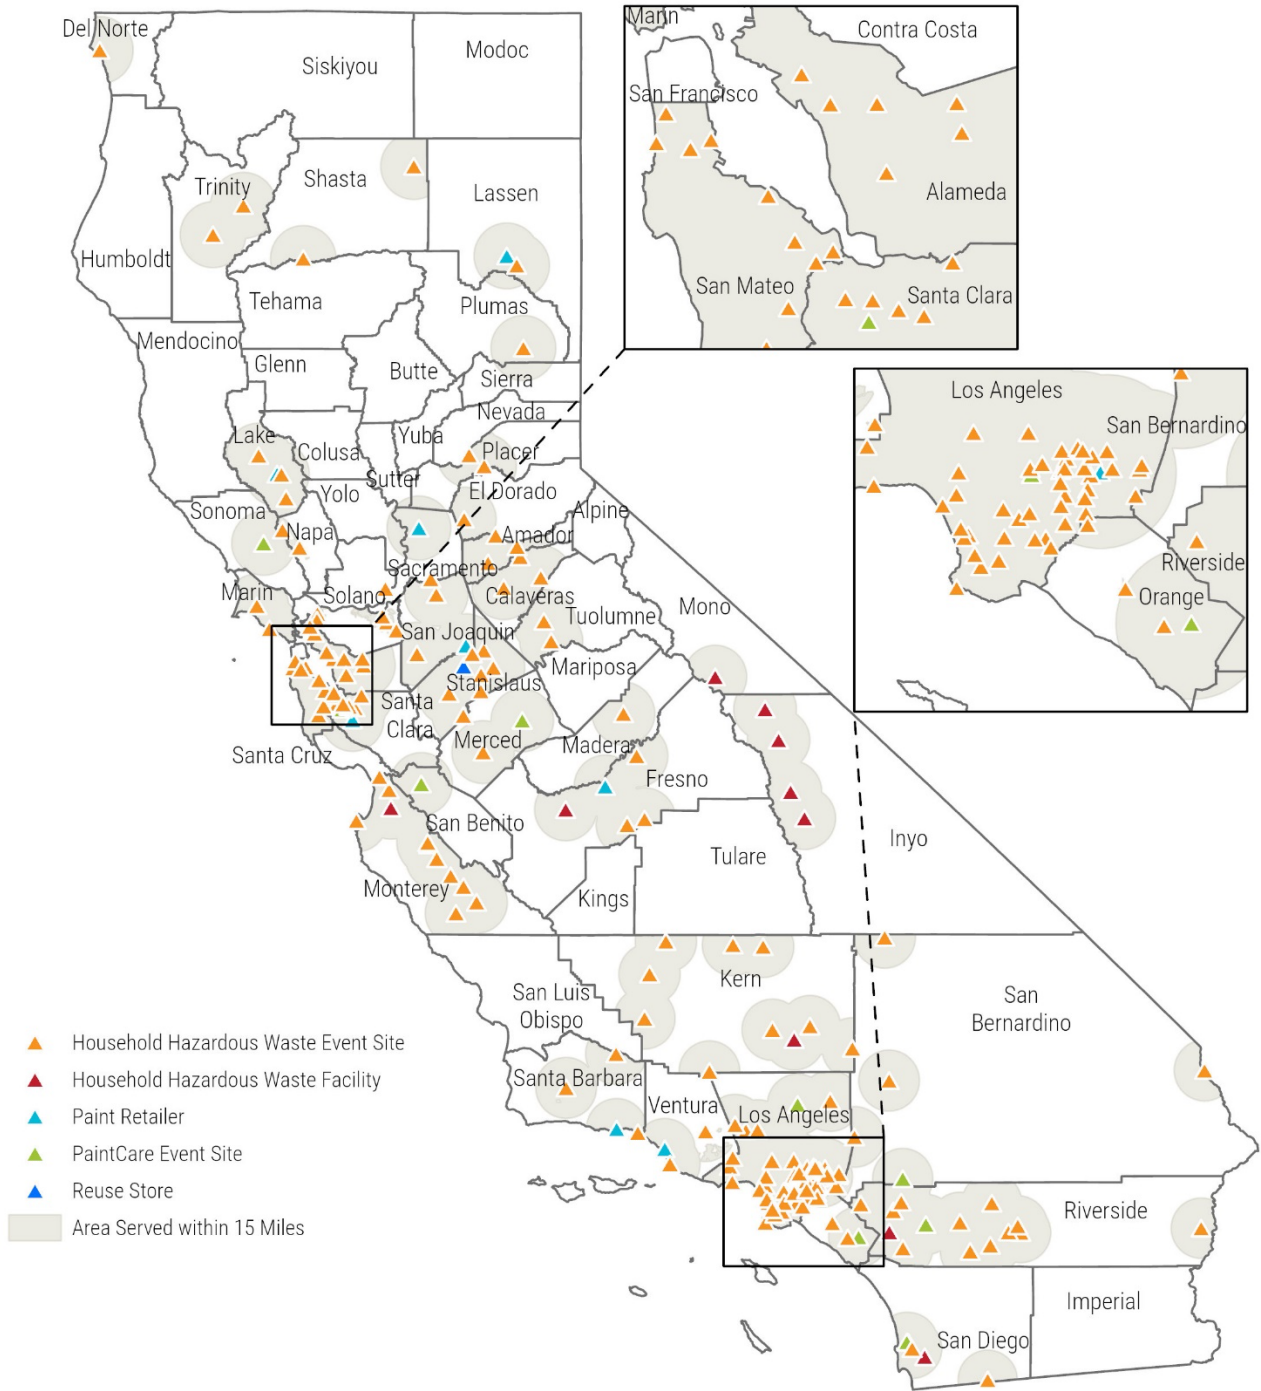 Del Norte
Siskiyou
Modoc
Trinity
Shasta
Lassen
Humboldt
Tehama
Plumas
Mendocino
Glenn
Butte
Sierra
Nevada
Lake
Colusa
Yuba
Placer
Sutter
Yolo
El Dorado
Sonoma
Napa
Alpine
Amador
Sacramento
Marin
Solano
Calaveras
Tuolumne
Mono
San Joaquin
Mariposa
Stanislaus
Santa
Clara
Merced
Madera
Santa Cruz
Fresno
San Benito
Inyo
Tulare
Monterey
Kings
Kern
San Luis
Obispo
San
Bernardino
Santa Barbara
Ventura
Los Angeles
Riverside
Imperial
San Diego
Marin
Contra Costa
San Francisco
Alameda
San Mateo
Santa Clara
Los Angeles
San Bernardino
Riverside
Orange
Household Hazardous Waste Event Site
Household Hazardous Waste Facility
Paint Retailer
PaintCare Event Site
Reuse Store
Area Served within 15 Miles